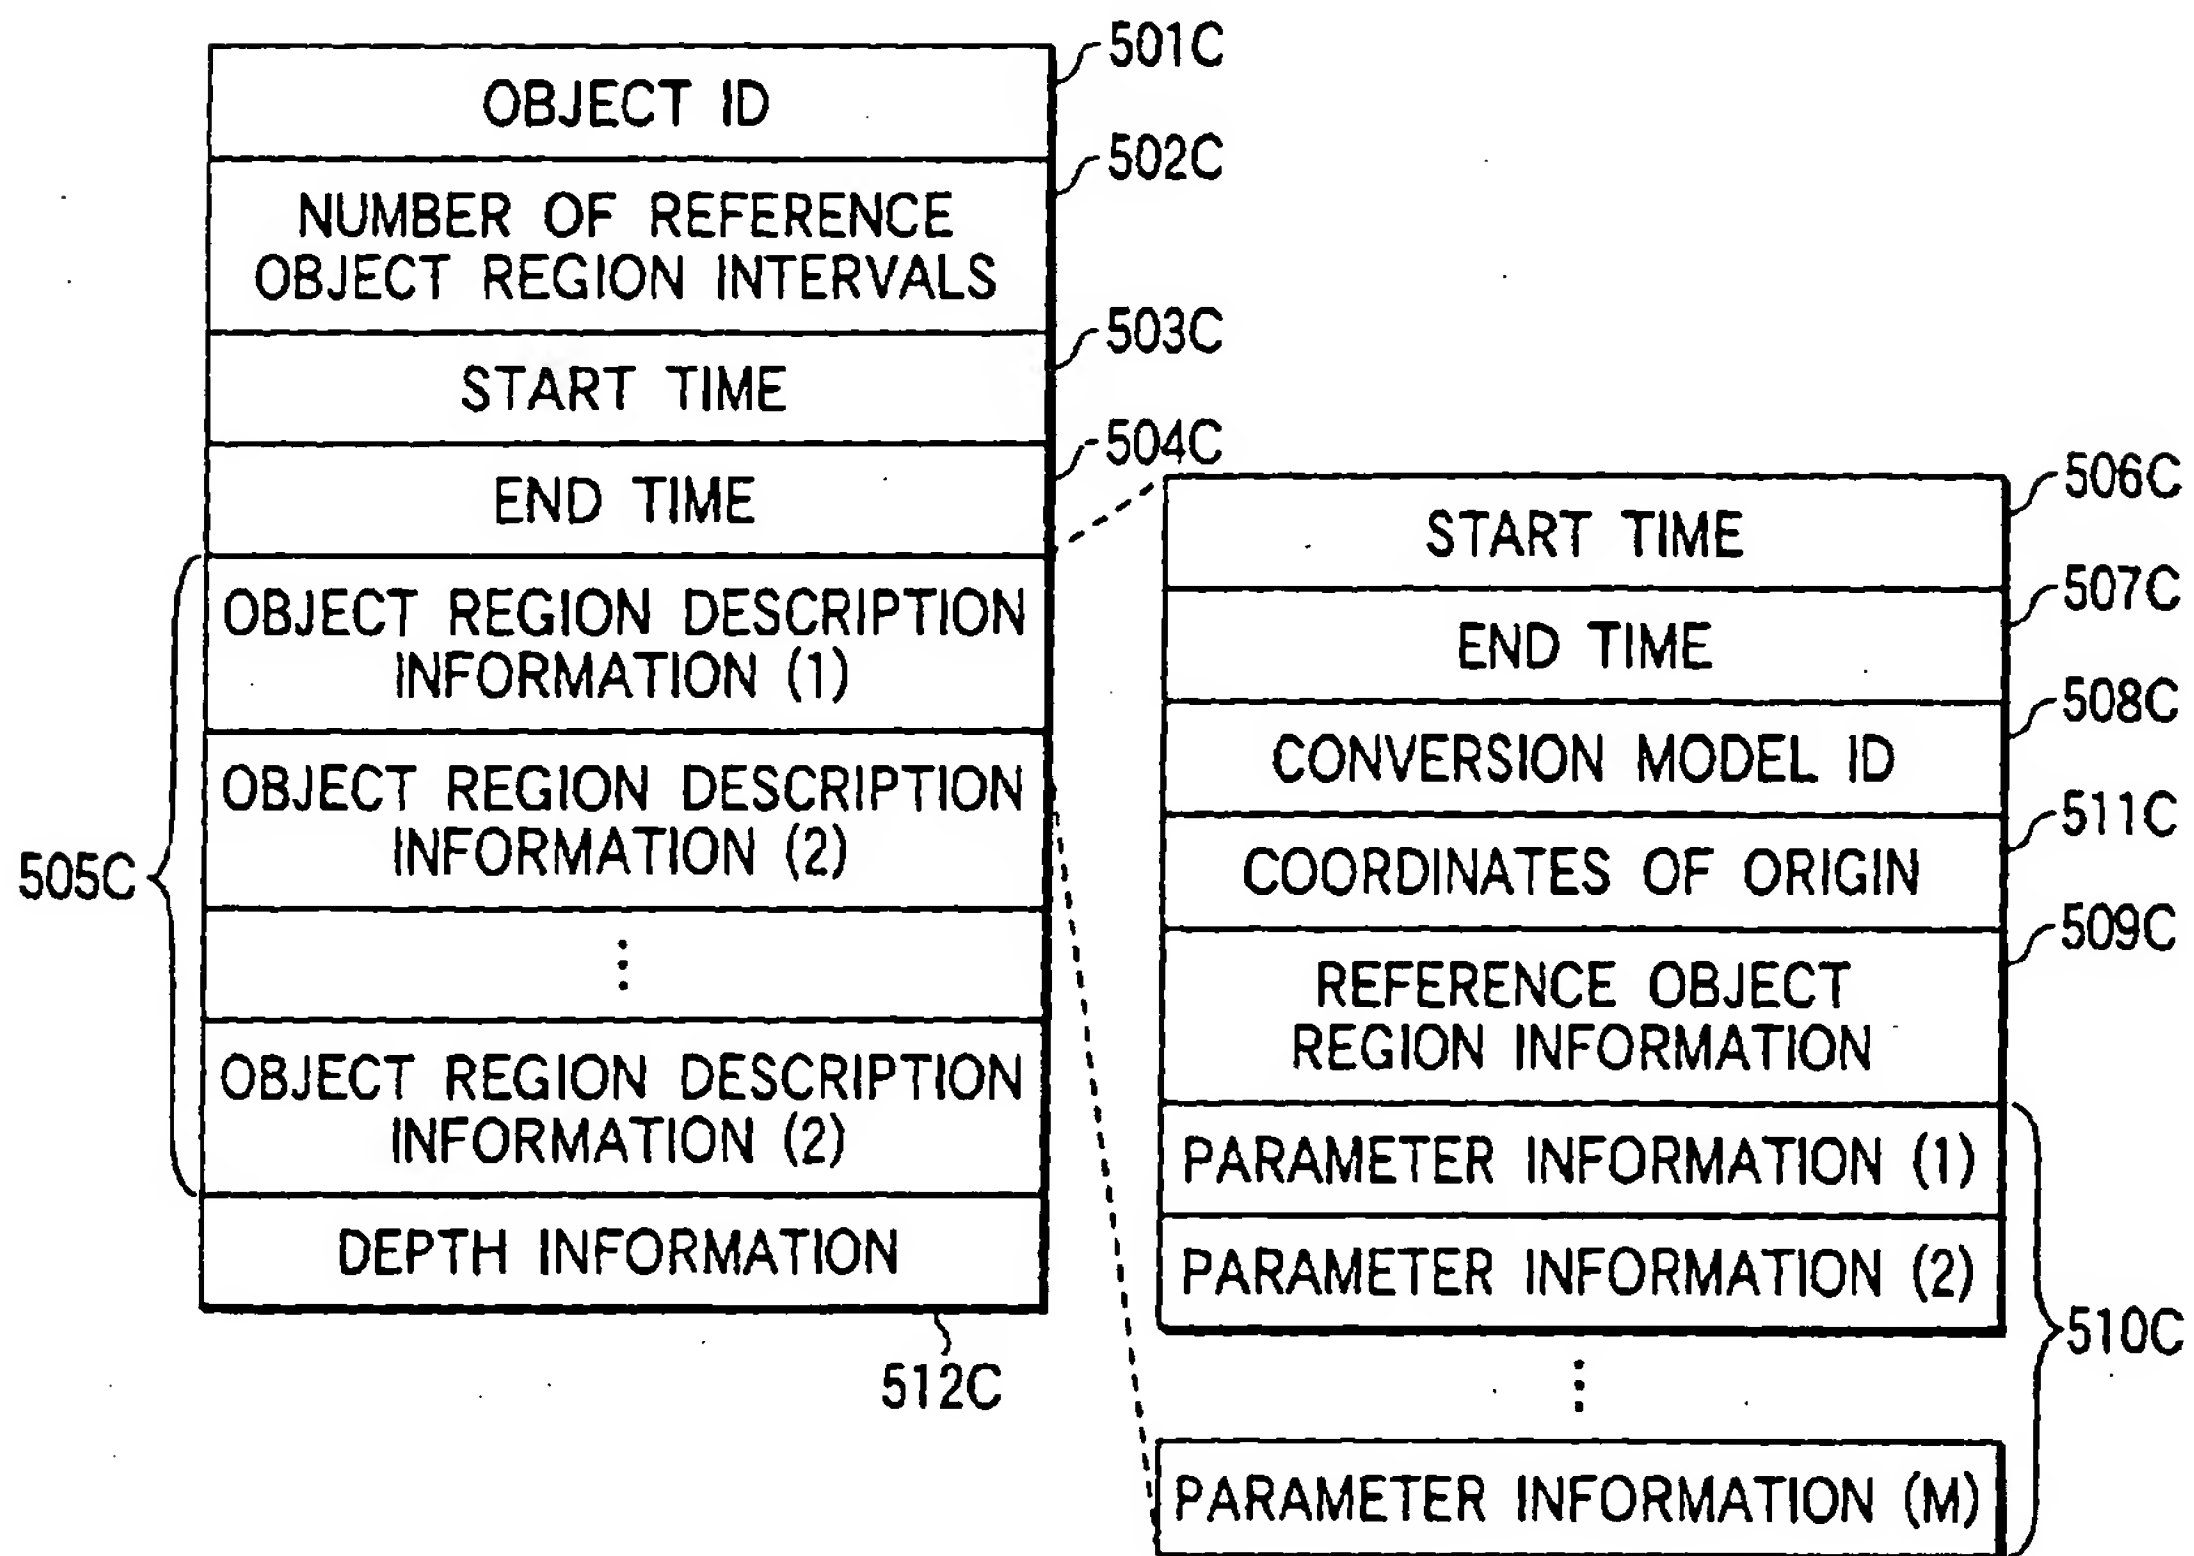 501C
OBJECT ID
502C
NUMBER OF REFERENCE
OBJECT REGION INTERVALS
503C
START TIME
504C
END TIME
505C
OBJECT REGION DESCRIPTION
INFORMATION (1)
OBJECT REGION DESCRIPTION
INFORMATION (2)
⋮
OBJECT REGION DESCRIPTION
INFORMATION (2)
DEPTH INFORMATION
512C
506C
START TIME
507C
END TIME
508C
CONVERSION MODEL ID
511C
COORDINATES OF ORIGIN
509C
REFERENCE OBJECT
REGION INFORMATION
PARAMETER INFORMATION (1)
PARAMETER INFORMATION (2)
510C
⋮
PARAMETER INFORMATION (M)